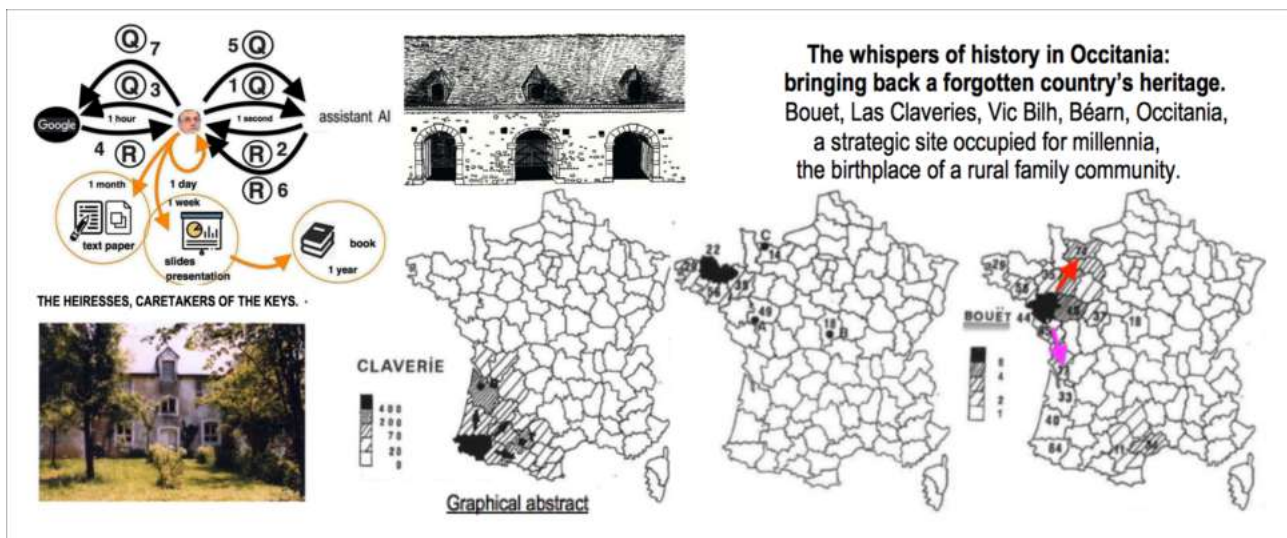 Q 7
5 Q
Q 3
1 Q
Google
1 hour
1 second
assistant AI
4 R
R 2
R 6
1 month
1 day
1 week
text paper
slides
presentation
book
1 year
THE HEIRESSES, CARETAKERS OF THE KEYS.
The whispers of history in Occitania:
bringing back a forgotten country's heritage.
Bouet, Las Claveries, Vic Bilh, Béarn, Occitania,
a strategic site occupied for millennia,
the birthplace of a rural family community.
CLAVERIE
400
200
70
20
0
Graphical abstract
22
C
14
35
49
A
18
B
BOUËT
8
4
2
1
44
37
18
33
40
64
11